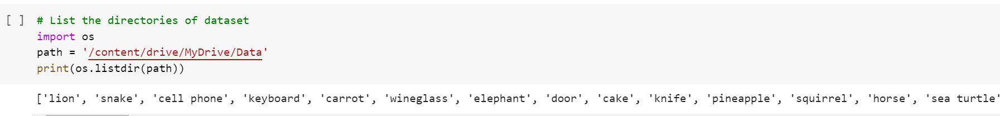 [ ] # List the directories of dataset
import os
path = '/content/drive/MyDrive/Data'
print(os.listdir(path))
['lion', 'snake', 'cell phone', 'keyboard', 'carrot', 'wineglass', 'elephant', 'door', 'cake', 'knife', 'pineapple', 'squirrel', 'horse', 'sea turtle'